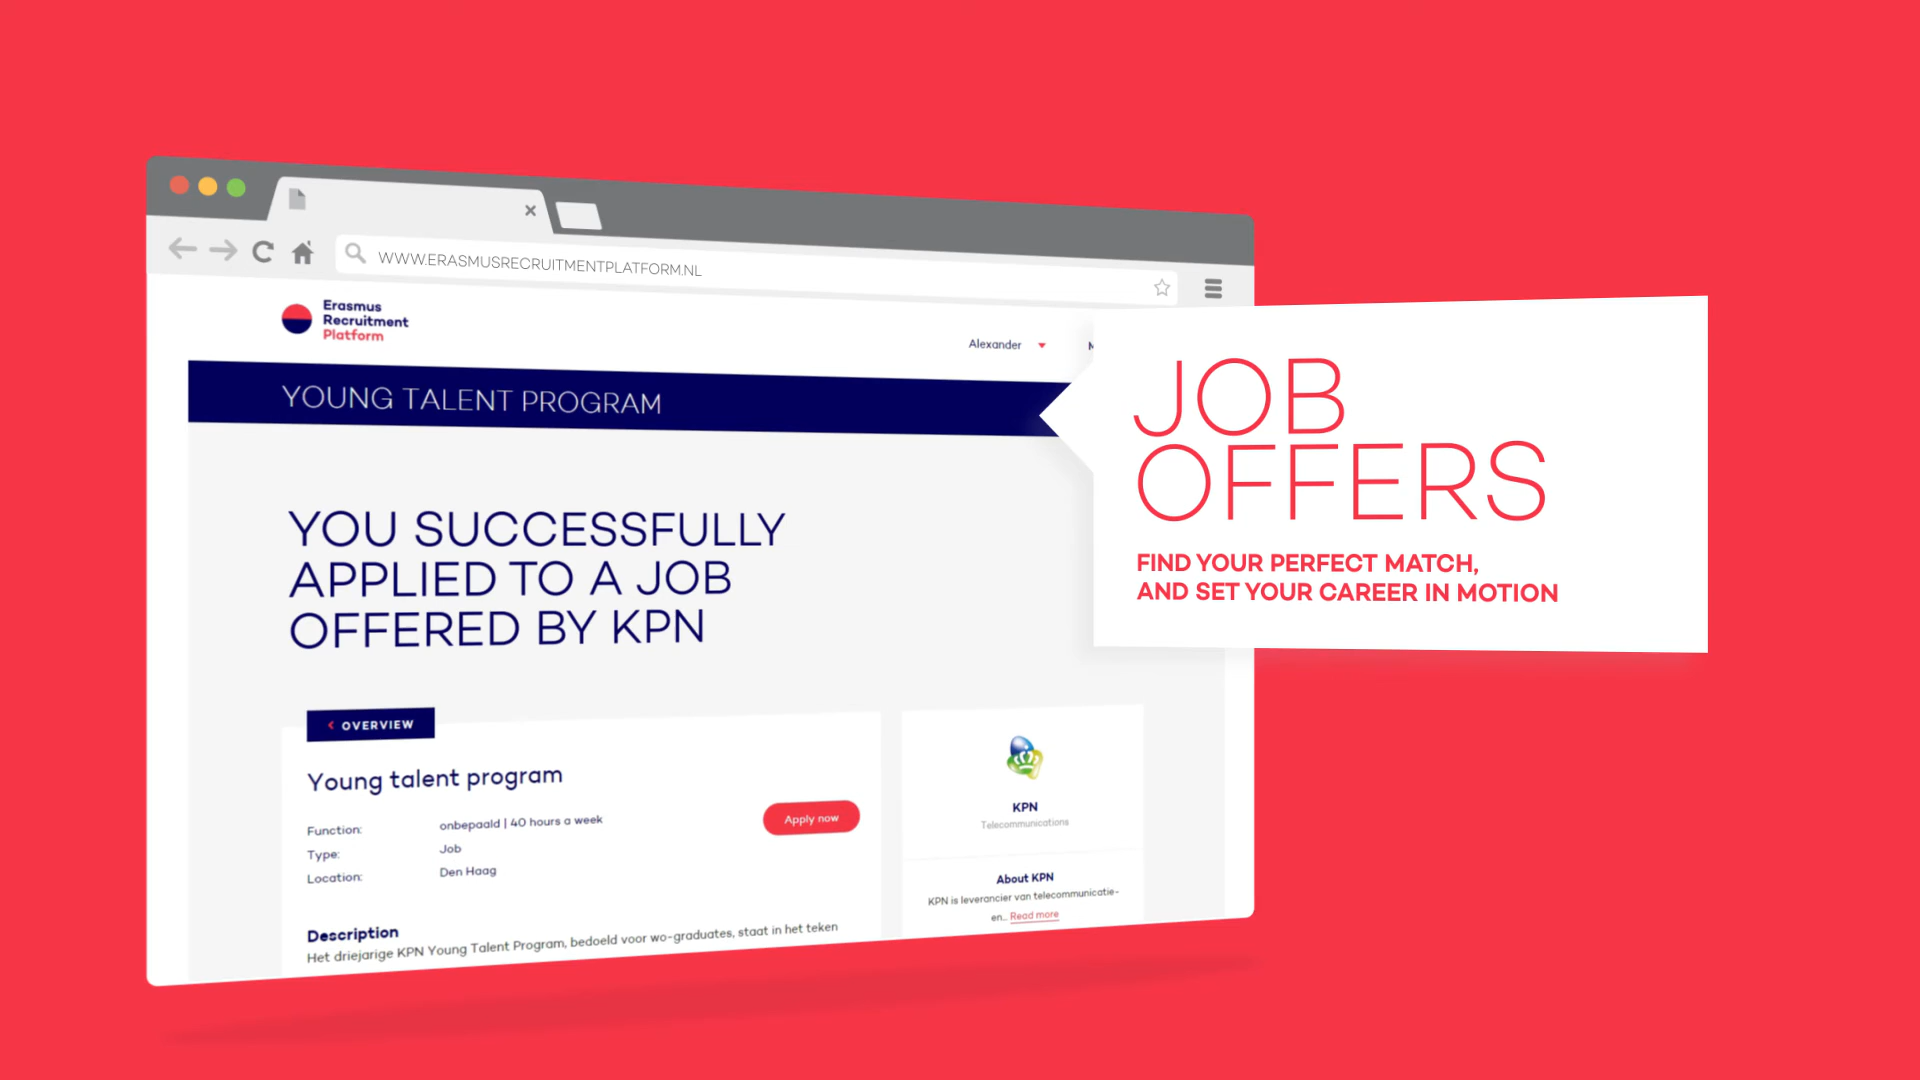 WWW.ERASMUSRECRUITMENTPLATFORM.NL
Erasmus
Recruitment
Platform
Alexander
YOUNG TALENT PROGRAM
JOB
OFFERS
FIND YOUR PERFECT MATCH,
AND SET YOUR CAREER IN MOTION
YOU SUCCESSFULLY
APPLIED TO A JOB
OFFERED BY KPN
OVERVIEW
Young talent program
Function: onbepaald | 40 hours a week
Type: Job
Location: Den Haag
Apply now
Description
Het driejarige KPN Young Talent Program, bedoeld voor wo-graduates, staat in het teken
KPN
Telecommunications
About KPN
KPN is leverancier van telecommunicatie-
en... Read more